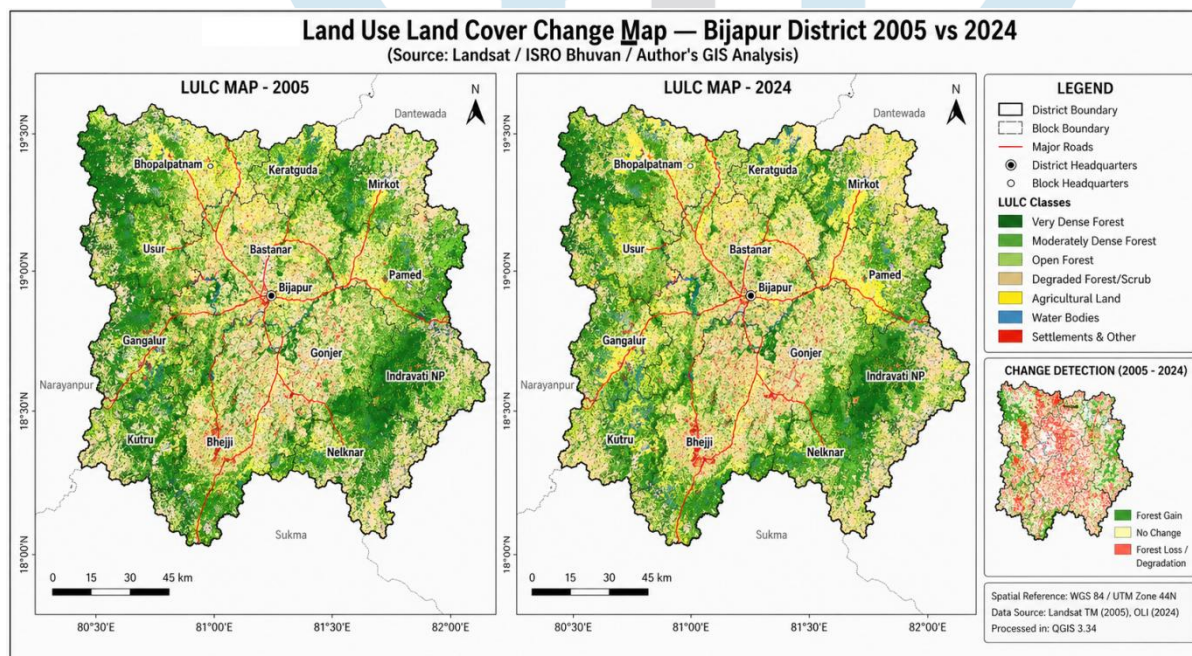 Land Use Land Cover Change Map — Bijapur District 2005 vs 2024
(Source: Landsat / ISRO Bhuvan / Author's GIS Analysis)
LULC MAP - 2005
N
Dantewada
19°30'N
19°00'N
18°30'N
18°00'N
Bhopalpatnam
Keratguda
Mirkot
Usur
Bastanar
Pamed
Bijapur
Gangalur
Gonjer
Indravati NP
Narayanpur
Kutru
Bhejji
Nelknar
Sukma
0 15 30 45 km
80°30'E 81°00'E 81°30'E 82°00'E
LULC MAP - 2024
N
Dantewada
Bhopalpatnam
Keratguda
Mirkot
Usur
Bastanar
Pamed
Bijapur
Gangalur
Gonjer
Indravati NP
Narayanpur
Kutru
Bhejji
Nelknar
Sukma
0 15 30 45 km
80°30'E 81°00'E 81°30'E 82°00'E
LEGEND
District Boundary
Block Boundary
Major Roads
District Headquarters
Block Headquarters
LULC Classes
Very Dense Forest
Moderately Dense Forest
Open Forest
Degraded Forest/Scrub
Agricultural Land
Water Bodies
Settlements & Other
CHANGE DETECTION (2005 - 2024)
Forest Gain
No Change
Forest Loss /
Degradation
Spatial Reference: WGS 84 / UTM Zone 44N
Data Source: Landsat TM (2005), OLI (2024)
Processed in: QGIS 3.34